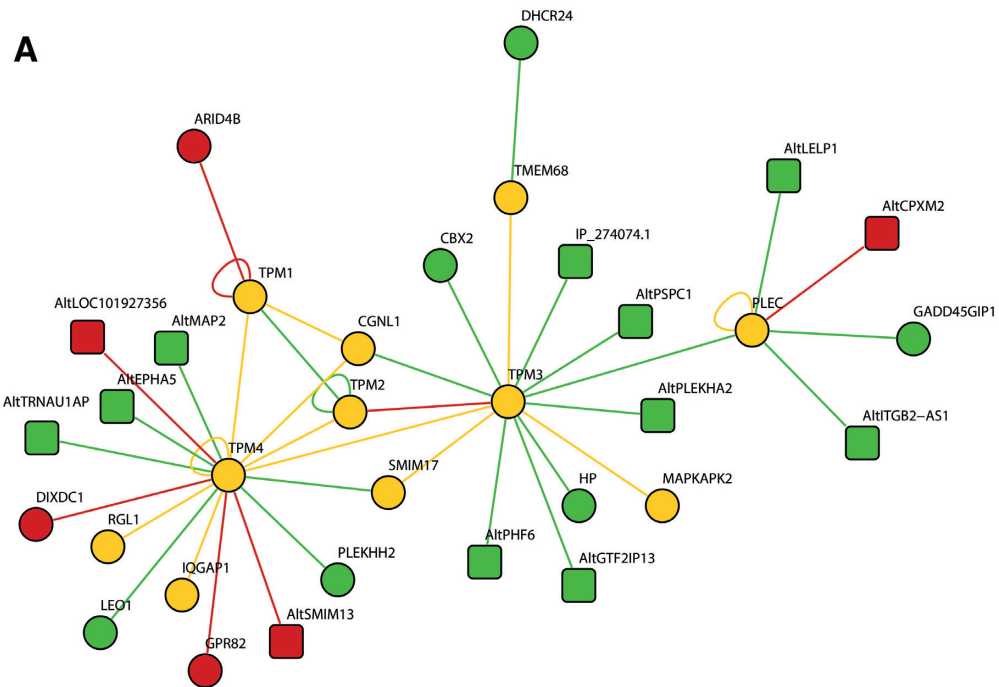 DHCR24
A
ARID4B
AltLELP1
TMEM68
AltCPXM2
CBX2
IP_274074.1
TPM1
AltPSPC1
PLEC
AltLOC101927356
GADD45GIP1
AltMAP2
CGNL1
TPM3
AltEPHA5
TPM2
AltPLEKHA2
AltTRNAU1AP
AltITGB2–AS1
TPM4
SMIM17
HP
MAPKAPK2
DIXDC1
RGL1
AltPHF6
PLEKHH2
AltGTF2IP13
IQGAP1
LEO1
AltSMIM13
GPR82